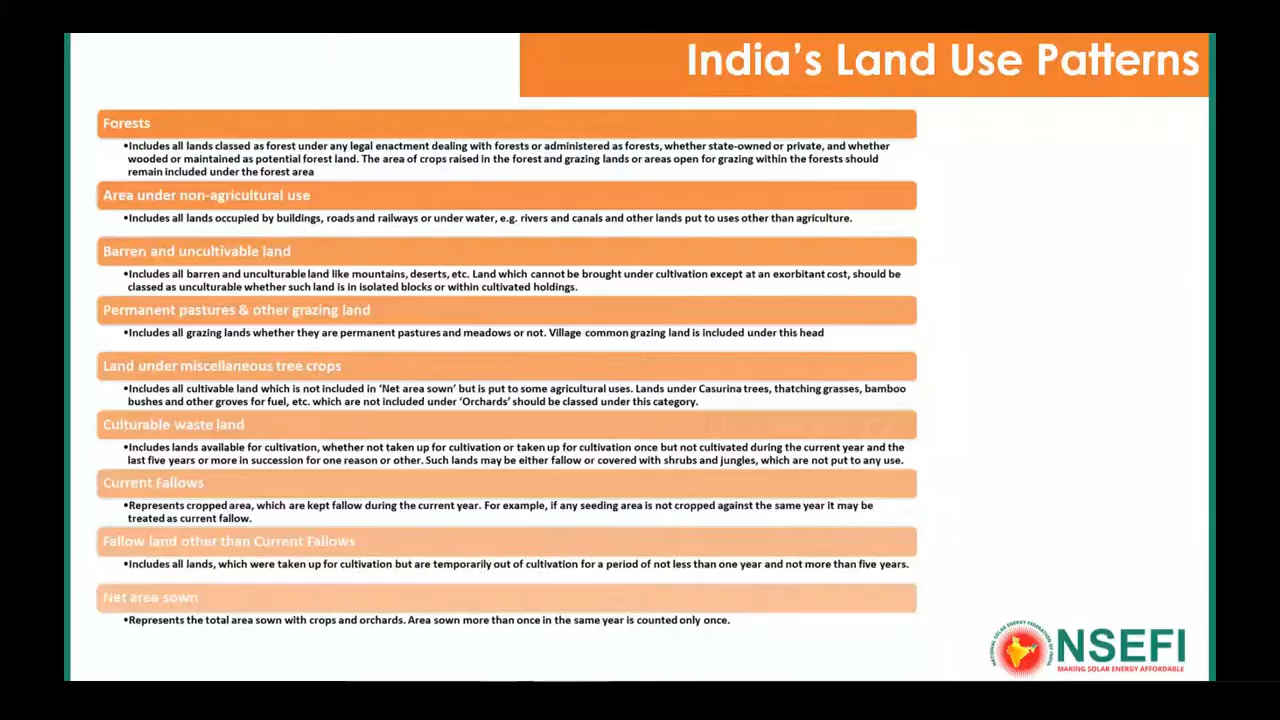 India's Land Use Patterns
Forests
•Includes all lands classed as forest under any legal enactment dealing with forests or administered as forests, whether state-owned or private, and whether
wooded or maintained as potential forest land. The area of crops raised in the forest and grazing lands or areas open for grazing within the forests should
remain included under the forest area
Area under non-agricultural use
•Includes all lands occupied by buildings, roads and railways or under water, e.g. rivers and canals and other lands put to uses other than agriculture.
Barren and uncultivable land
•Includes all barren and unculturable land like mountains, deserts, etc. Land which cannot be brought under cultivation except at an exorbitant cost, should be
classed as unculturable whether such land is in isolated blocks or within cultivated holdings.
Permanent pastures & other grazing land
•Includes all grazing lands whether they are permanent pastures and meadows or not. Village common grazing land is included under this head
Land under miscellaneous tree crops
•Includes all cultivable land which is not included in 'Net area sown' but is put to some agricultural uses. Lands under Casurina trees, thatching grasses, bamboo
bushes and other groves for fuel, etc. which are not included under 'Orchards' should be classed under this category.
Culturable waste land
•Includes lands available for cultivation, whether not taken up for cultivation or taken up for cultivation once but not cultivated during the current year and the
last five years or more in succession for one reason or other. Such lands may be either fallow or covered with shrubs and jungles, which are not put to any use.
Current Fallows
•Represents cropped area, which are kept fallow during the current year. For example, if any seeding area is not cropped against the same year it may be
treated as current fallow.
Fallow land other than Current Fallows
•Includes all lands, which were taken up for cultivation but are temporarily out of cultivation for a period of not less than one year and not more than five years.
Net area sown
•Represents the total area sown with crops and orchards. Area sown more than once in the same year is counted only once.
NATIONAL SOLAR ENERGY FEDERATION OF INDIA
NSEFI
MAKING SOLAR ENERGY AFFORDABLE